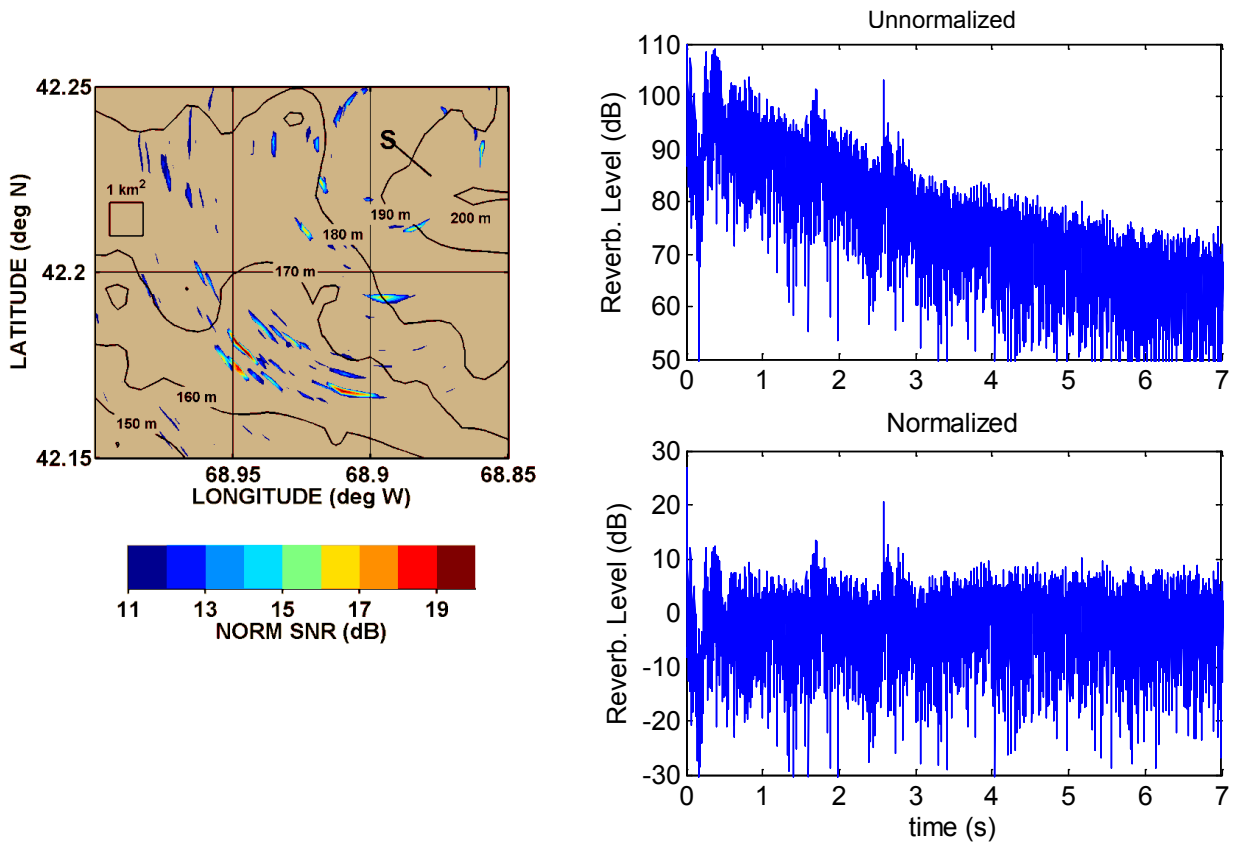 42.25
S
1 km2
190 m
200 m
180 m
42.2
170 m
160 m
150 m
42.15
68.95
68.9
68.85
LATITUDE (deg N)
LONGITUDE (deg W)
11
13
15
17
19
NORM SNR (dB)
Unnormalized
110
100
90
80
70
60
50
Reverb. Level (dB)
0 1 2 3 4 5 6 7
Normalized
30
20
10
0
-10
-20
-30
Reverb. Level (dB)
0 1 2 3 4 5 6 7
time (s)